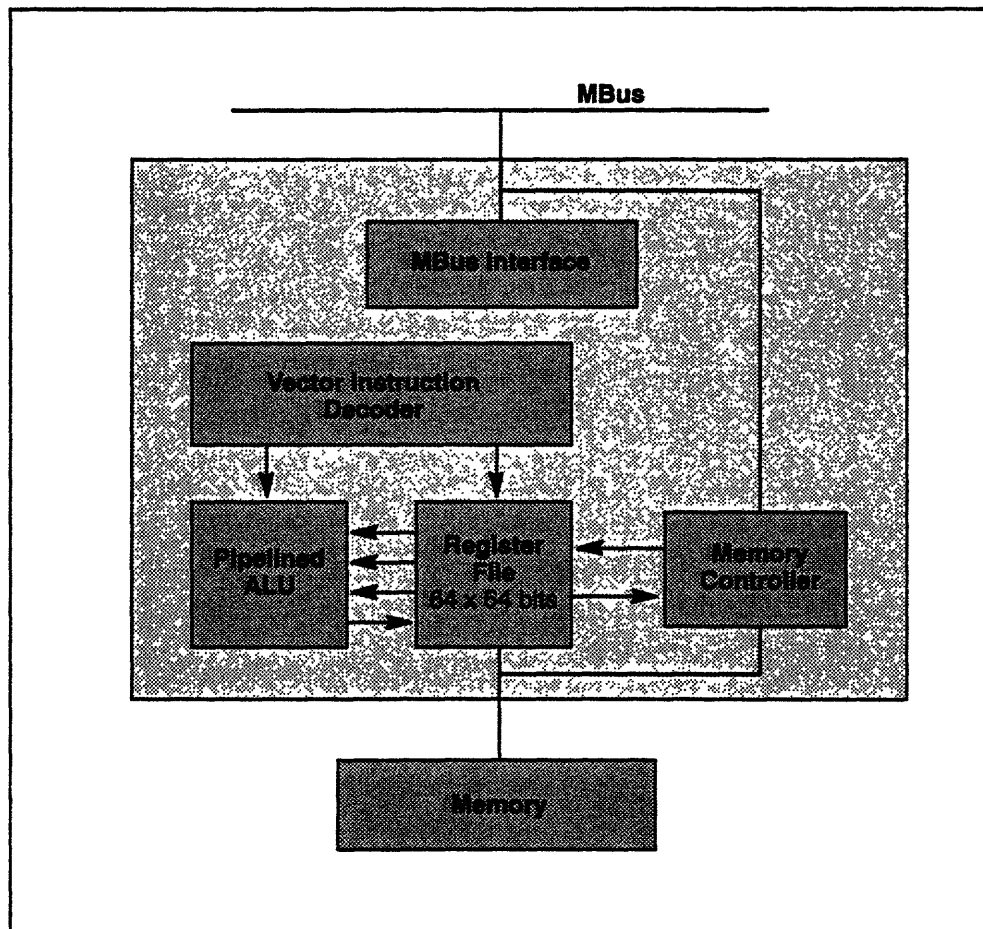 MBus
MBus Interface
Vector Instruction
Decoder
Pipelined
ALU
Register
File
64 x 64 bits
Memory
Controller
Memory